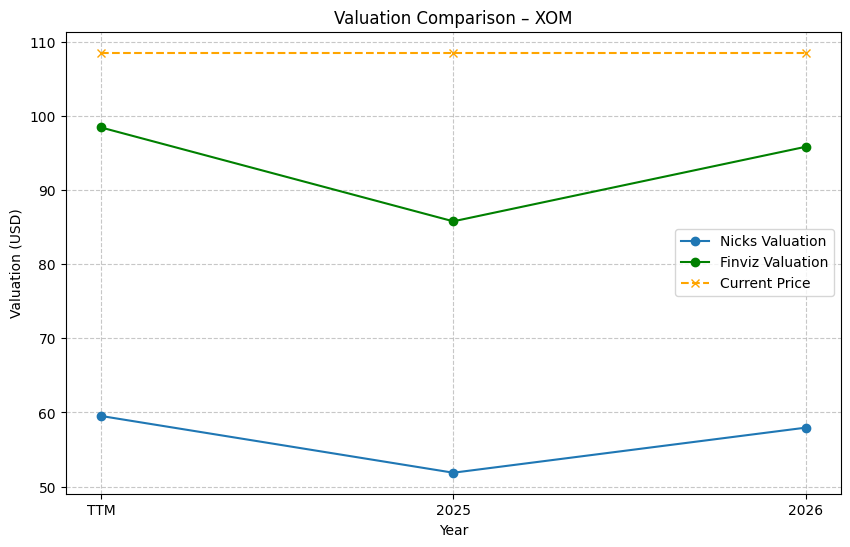 Valuation Comparison – XOM
Valuation (USD)
110
100
90
80
70
60
50
Nicks Valuation
Finviz Valuation
Current Price
TTM
2025
2026
Year